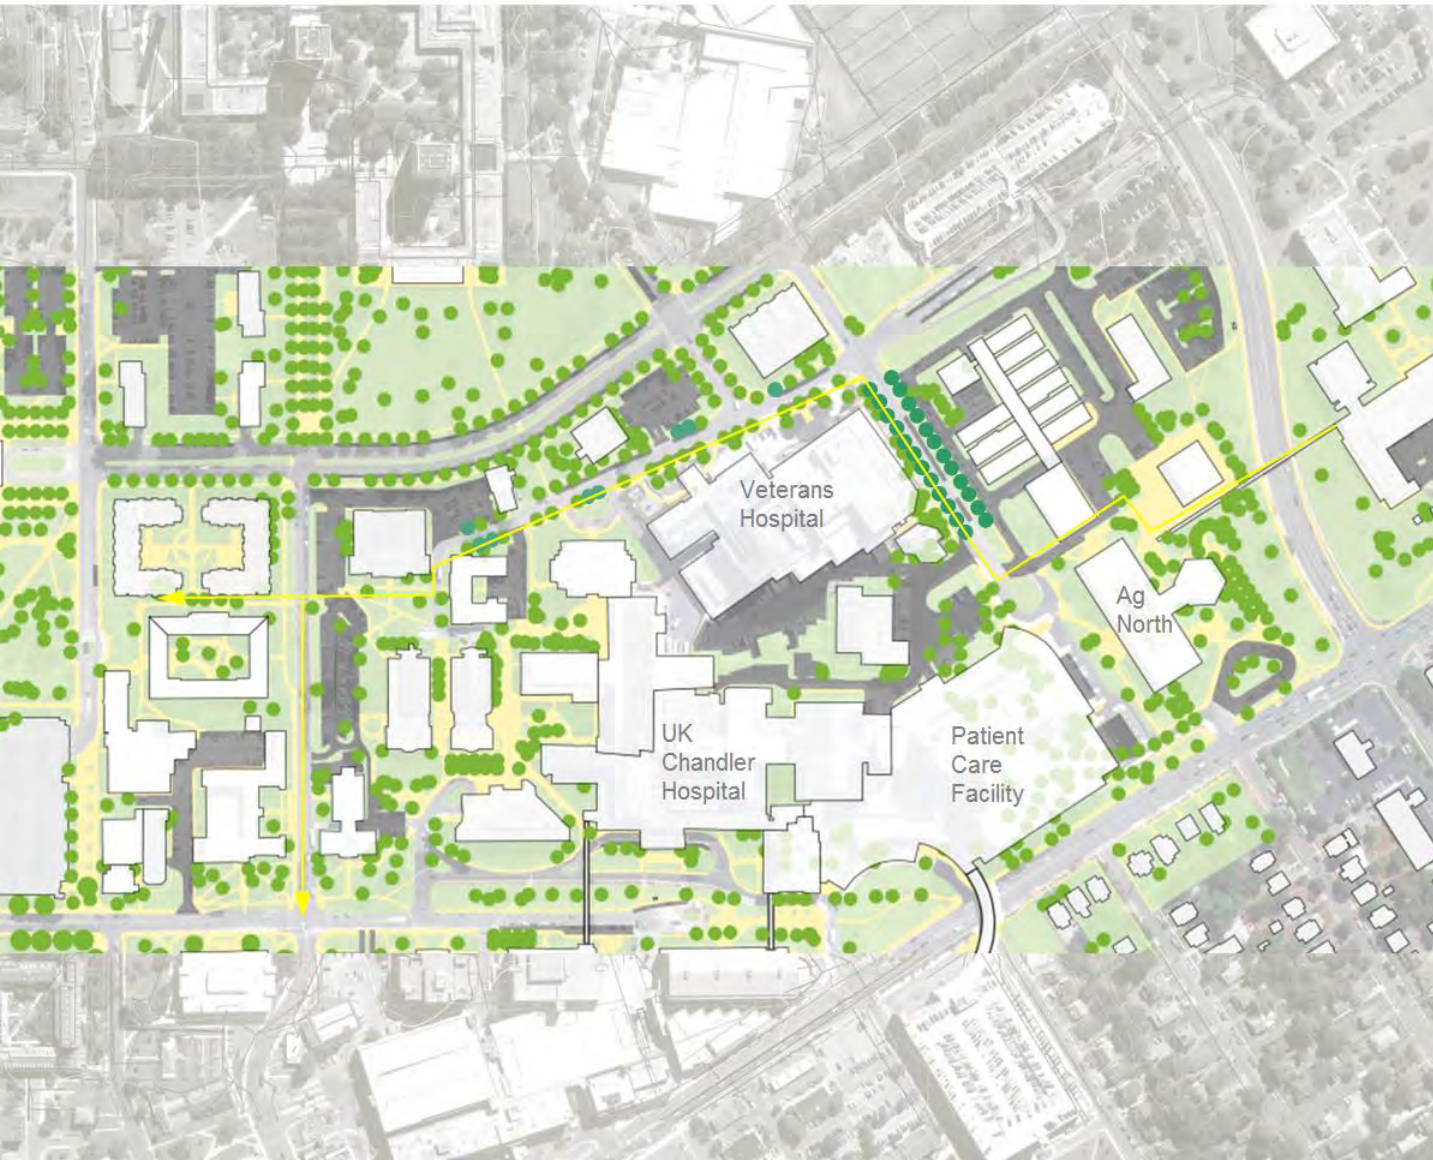 Veterans
Hospital
Ag
North
UK
Chandler
Hospital
Patient
Care
Facility